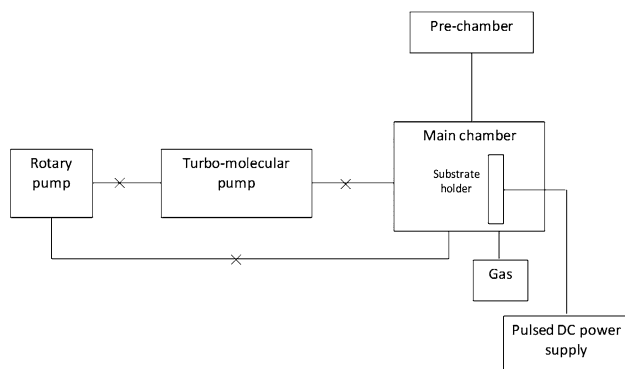 Pre-chamber
Main chamber
Rotary
pump
Turbo-molecular
pump
Substrate
holder
Gas
Pulsed DC power
supply